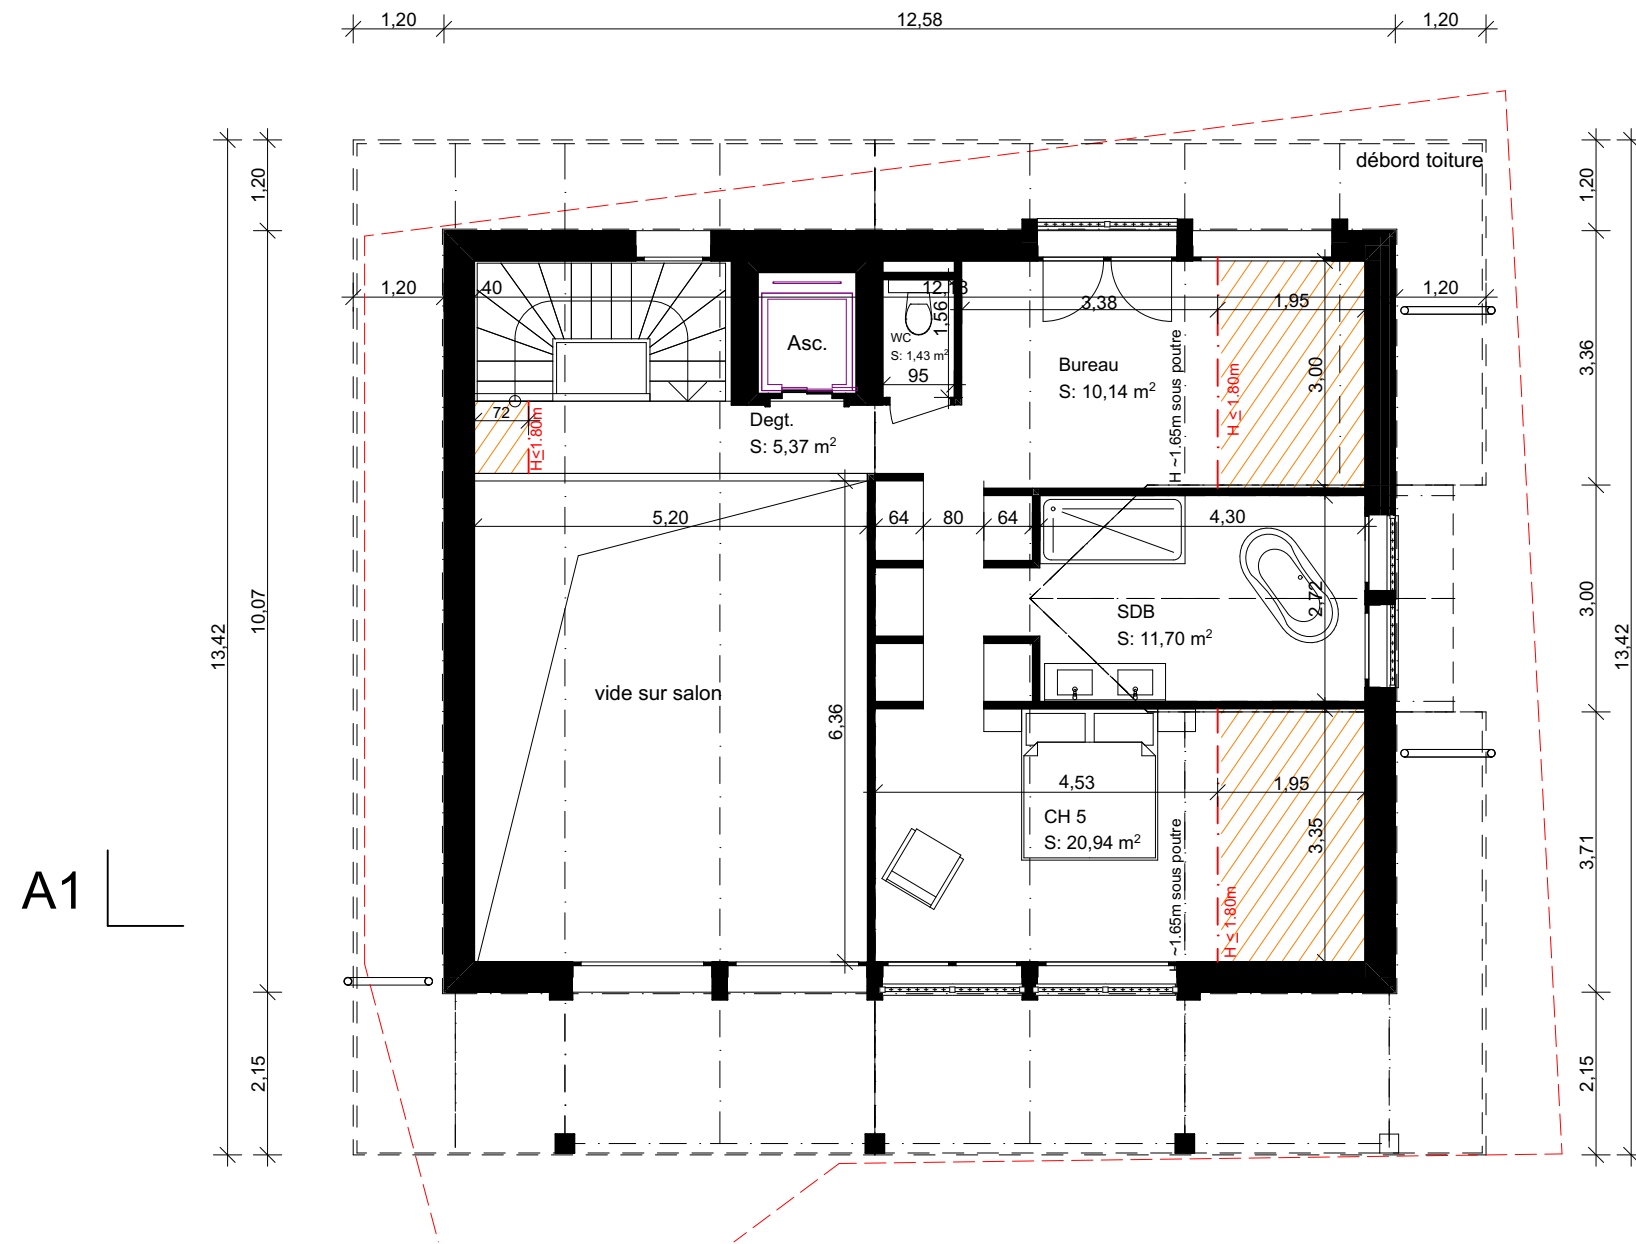 1,20
12,58
1,20
débord toiture
1,20
1,20
1,20
40
12,18
1,20
3,38
1,95
1,56
Asc.
WC
S: 1,43 m²
95
Bureau
S: 10,14 m²
H ~1.65m sous poutre
H ≤ 1.80m
3,00
3,36
72
H≤1.80m
Degt.
S: 5,37 m²
5,20
64
80
64
4,30
13,42
10,07
2,72
3,00
13,42
SDB
S: 11,70 m²
vide sur salon
6,36
4,53
1,95
CH 5
S: 20,94 m²
~1.65m sous poutre
H ≤ 1.80m
3,35
3,71
A1
2,15
2,15